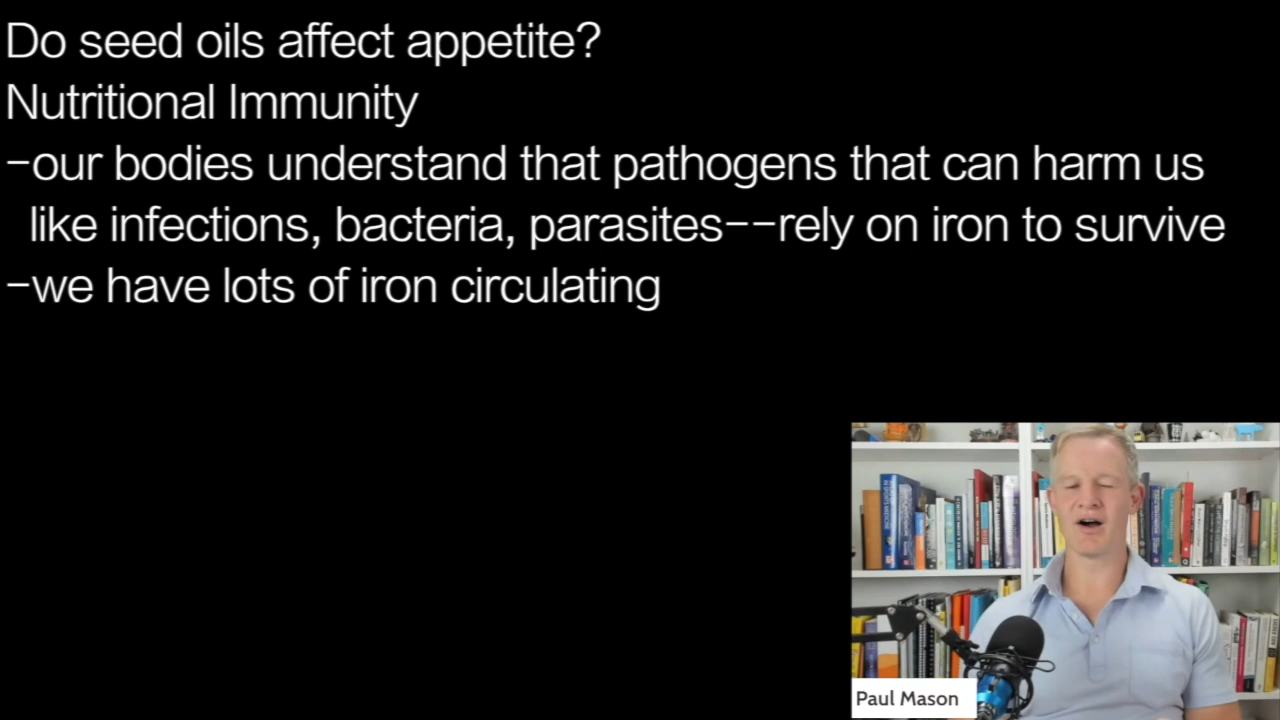 Do seed oils affect appetite?
Nutritional Immunity
-our bodies understand that pathogens that can harm us
like infections, bacteria, parasites--rely on iron to survive
-we have lots of iron circulating
Paul Mason